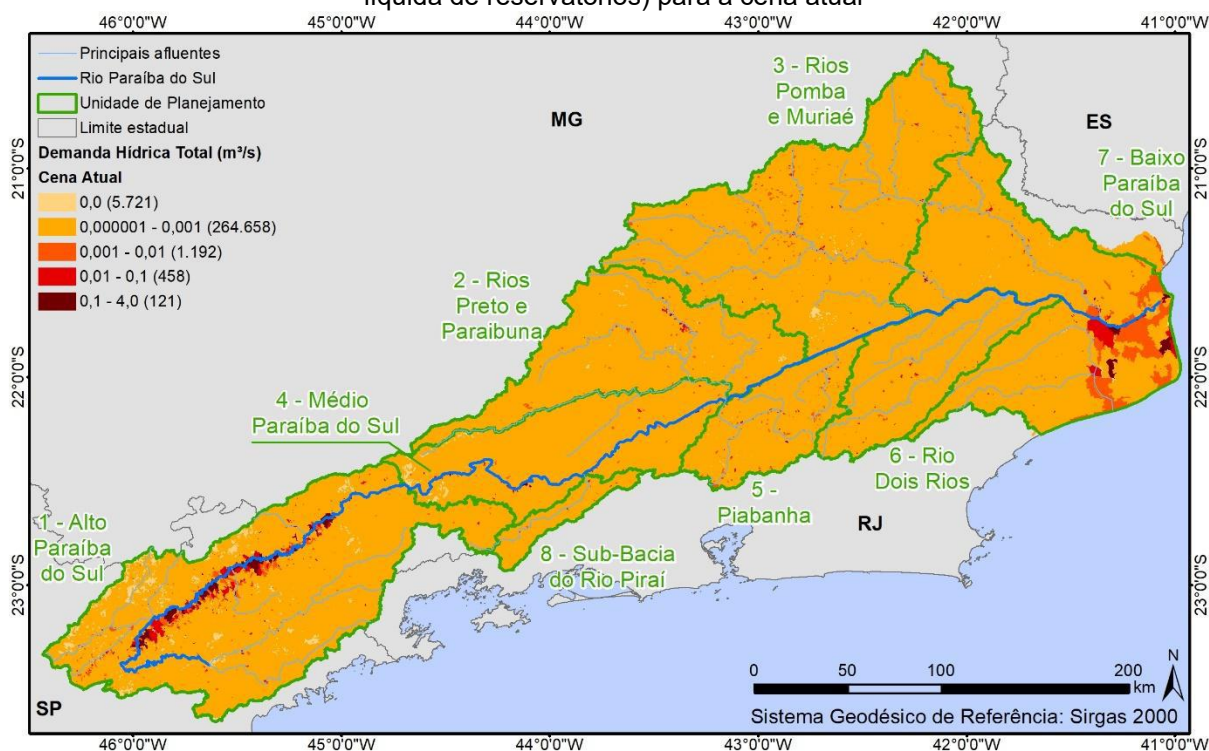 líquida de reservatórios) para a cena atual
46°0'0"W
45°0'0"W
44°0'0"W
43°0'0"W
42°0'0"W
41°0'0"W
Principais afluentes
Rio Paraíba do Sul
Unidade de Planejamento
Limite estadual
Demanda Hídrica Total (m³/s)
Cena Atual
0,0 (5.721)
0,000001 - 0,001 (264.658)
0,001 - 0,01 (1.192)
0,01 - 0,1 (458)
0,1 - 4,0 (121)
MG
3 - Rios
Pomba
e Muriaé
ES
7 - Baixo
Paraíba
do Sul
2 - Rios
Preto e
Paraibuna
4 - Médio
Paraíba do Sul
1 - Alto
Paraíba
do Sul
8 - Sub-Bacia
do Rio Piraí
5 -
Piabanha
6 - Rio
Dois Rios
RJ
SP
21°0'0"S
22°0'0"S
23°0'0"S
21°0'0"S
22°0'0"S
23°0'0"S
0 50 100 200
km
N
Sistema Geodésico de Referência: Sirgas 2000
46°0'0"W
45°0'0"W
44°0'0"W
43°0'0"W
42°0'0"W
41°0'0"W